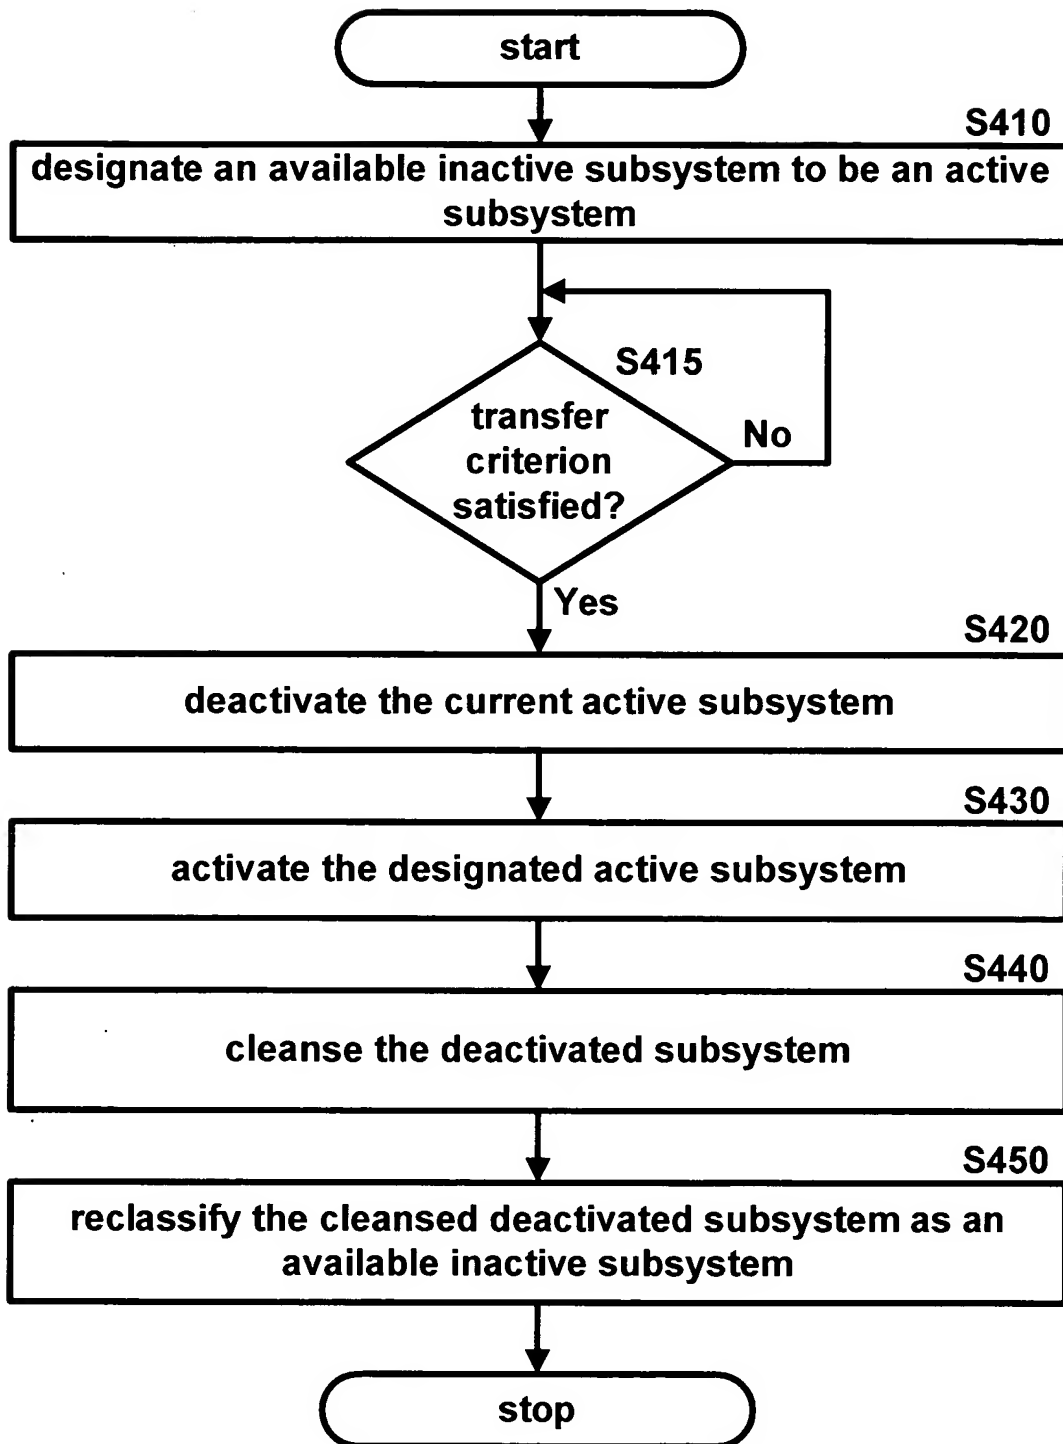 start
S410
designate an available inactive subsystem to be an active
subsystem
S415
transfer
criterion
satisfied?
No
Yes
S420
deactivate the current active subsystem
S430
activate the designated active subsystem
S440
cleanse the deactivated subsystem
S450
reclassify the cleansed deactivated subsystem as an
available inactive subsystem
stop